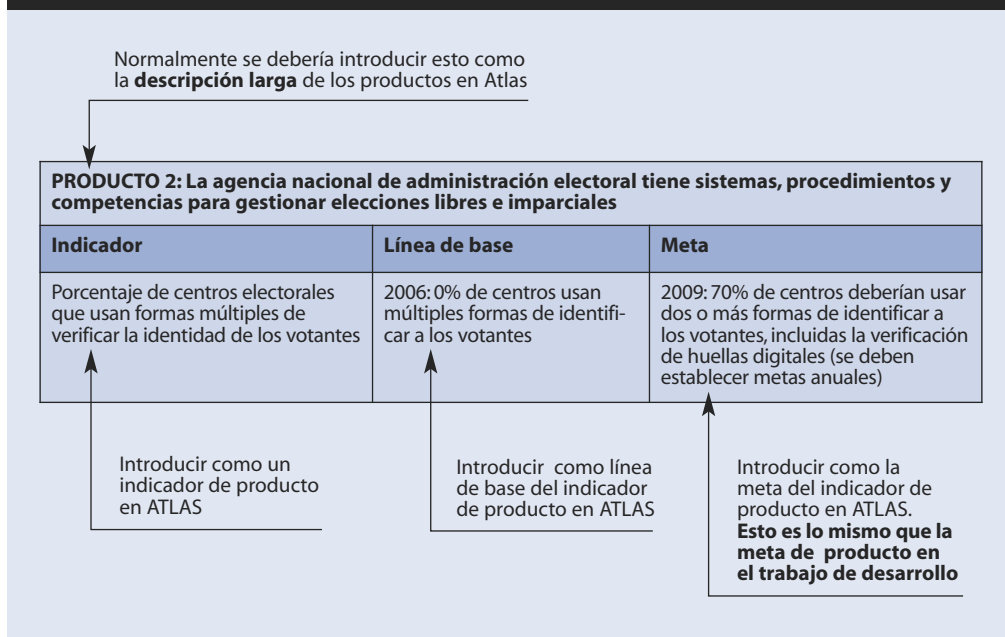 Normalmente se debería introducir esto como
la descripción larga de los productos en Atlas
PRODUCTO 2: La agencia nacional de administración electoral tiene sistemas, procedimientos y
competencias para gestionar elecciones libres e imparciales
Indicador
Línea de base
Meta
Porcentaje de centros electorales
que usan formas múltiples de
verificar la identidad de los votantes
2006: 0% de centros usan
múltiples formas de identifi-
car a los votantes
2009: 70% de centros deberían usar
dos o más formas de identificar a
los votantes, incluidas la verificación
de huellas digitales (se deben
establecer metas anuales)
Introducir como un
indicador de producto
en ATLAS
Introducir como línea
de base del indicador
de producto en ATLAS
Introducir como la
meta del indicador de
producto en ATLAS.
Esto es lo mismo que la
meta de producto en
el trabajo de desarrollo